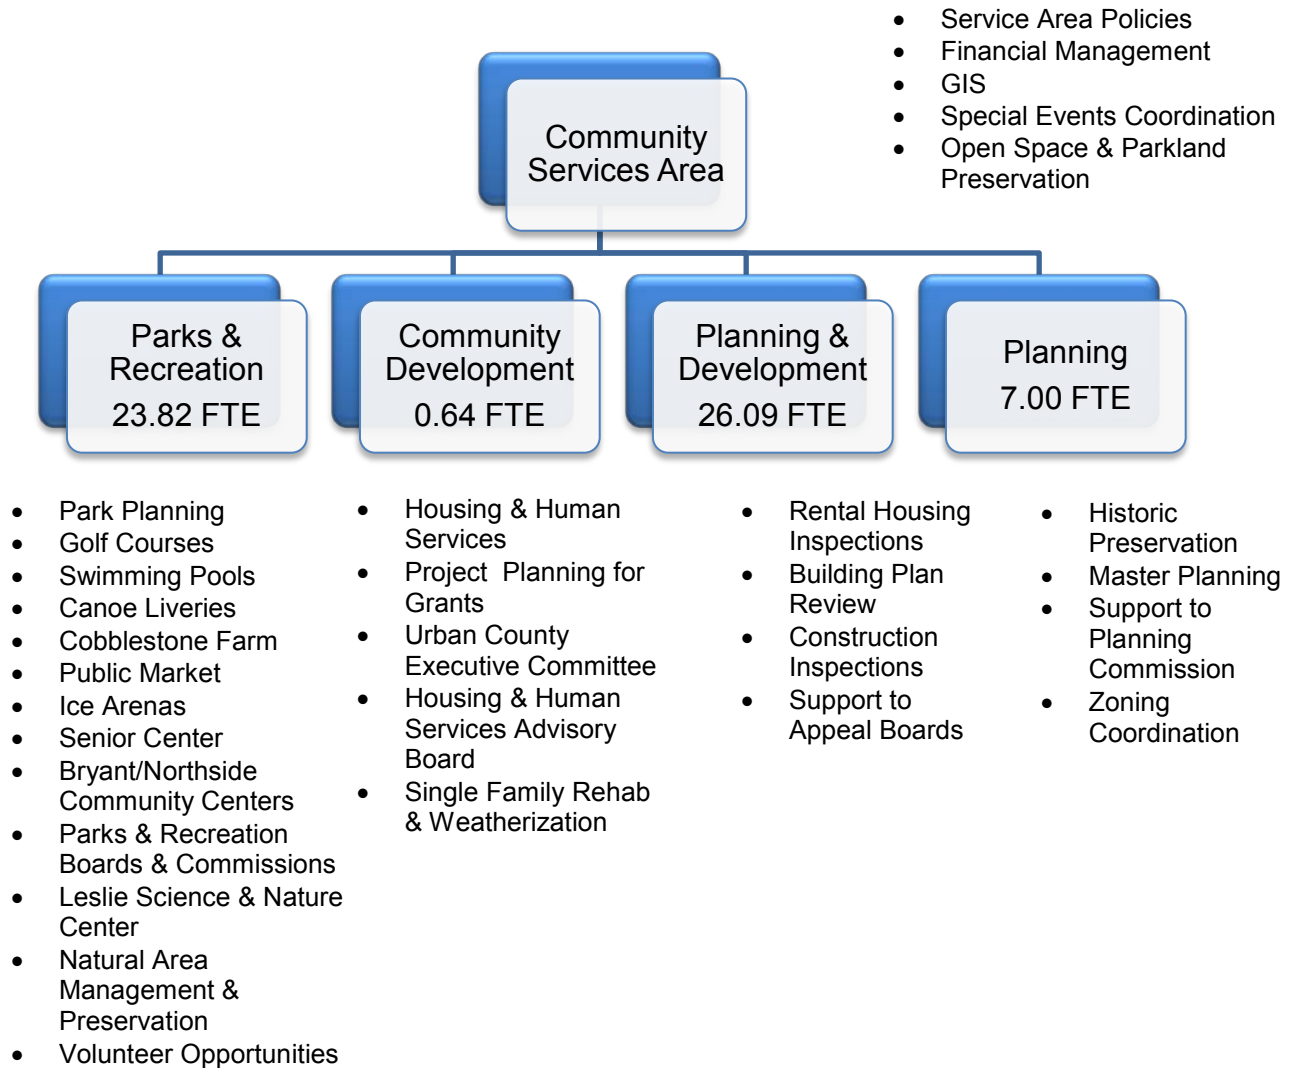 • Service Area Policies
• Financial Management
• GIS
• Special Events Coordination
• Open Space & Parkland
Preservation
Community
Services Area
Parks &
Recreation
23.82 FTE
Community
Development
0.64 FTE
Planning &
Development
26.09 FTE
Planning
7.00 FTE
• Park Planning
• Golf Courses
• Swimming Pools
• Canoe Liveries
• Cobblestone Farm
• Public Market
• Ice Arenas
• Senior Center
• Bryant/Northside
Community Centers
• Parks & Recreation
Boards & Commissions
• Leslie Science & Nature
Center
• Natural Area
Management &
Preservation
• Volunteer Opportunities
• Housing & Human
Services
• Project Planning for
Grants
• Urban County
Executive Committee
• Housing & Human
Services Advisory
Board
• Single Family Rehab
& Weatherization
• Rental Housing
Inspections
• Building Plan
Review
• Construction
Inspections
• Support to
Appeal Boards
• Historic
Preservation
• Master Planning
• Support to
Planning
Commission
• Zoning
Coordination